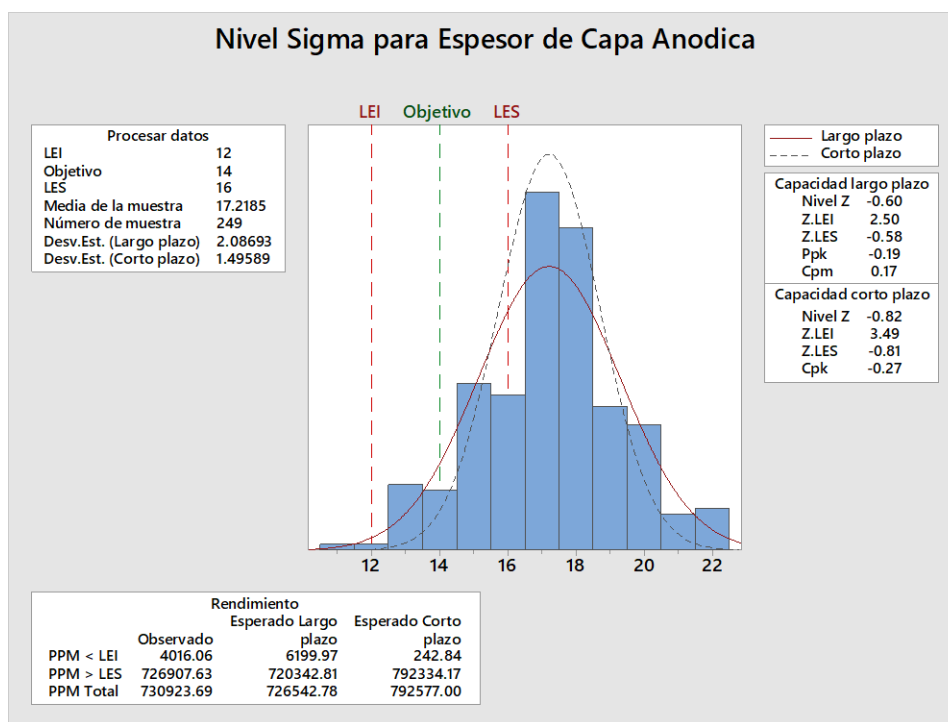 Nivel Sigma para Espesor de Capa Anodica
LEI Objetivo LES
Procesar datos
LEI 12
Objetivo 14
LES 16
Media de la muestra 17.2185
Número de muestra 249
Desv.Est. (Largo plazo) 2.08693
Desv.Est. (Corto plazo) 1.49589
Largo plazo
Corto plazo
Capacidad largo plazo
Nivel Z -0.60
Z.LEI 2.50
Z.LES -0.58
Ppk -0.19
Cpm 0.17
Capacidad corto plazo
Nivel Z -0.82
Z.LEI 3.49
Z.LES -0.81
Cpk -0.27
12 14 16 18 20 22
Rendimiento
Esperado Largo Esperado Corto
Observado plazo plazo
PPM < LEI 4016.06 6199.97 242.84
PPM > LES 726907.63 720342.81 792334.17
PPM Total 730923.69 726542.78 792577.00